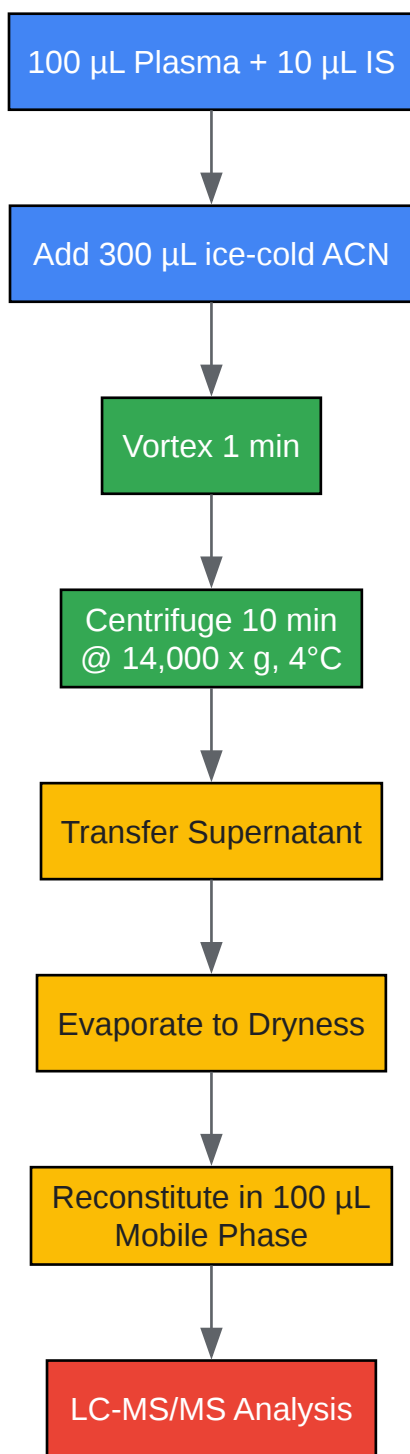 100 µL Plasma + 10 µL IS
Add 300 µL ice-cold ACN
Vortex 1 min
Centrifuge 10 min
@ 14,000 x g, 4°C
Transfer Supernatant
Evaporate to Dryness
Reconstitute in 100 µL
Mobile Phase
LC-MS/MS Analysis